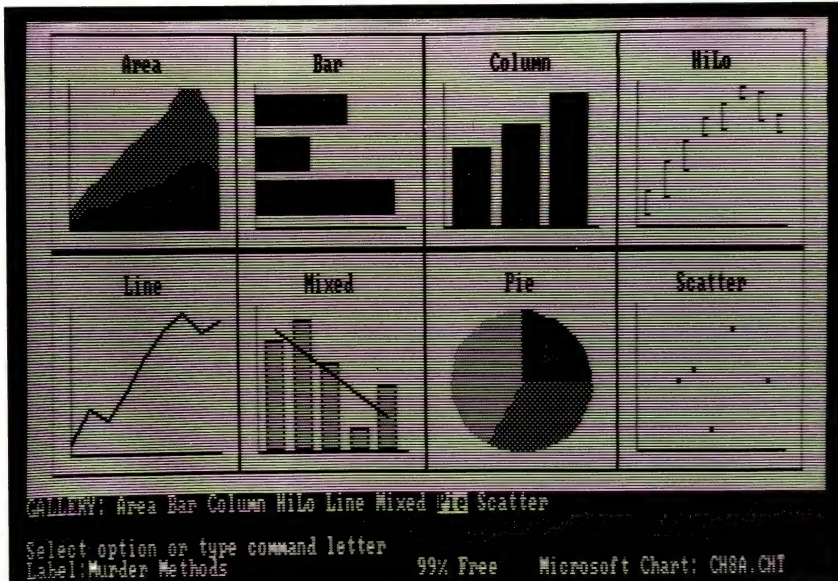 Area Bar Column HiLo
Line Mixed Pie Scatter
GALLERY: Area Bar Column HiLo Line Mixed Pie Scatter
Select option or type command letter
Label:Murder Methods 99% Free Microsoft Chart: CH8A.CHT